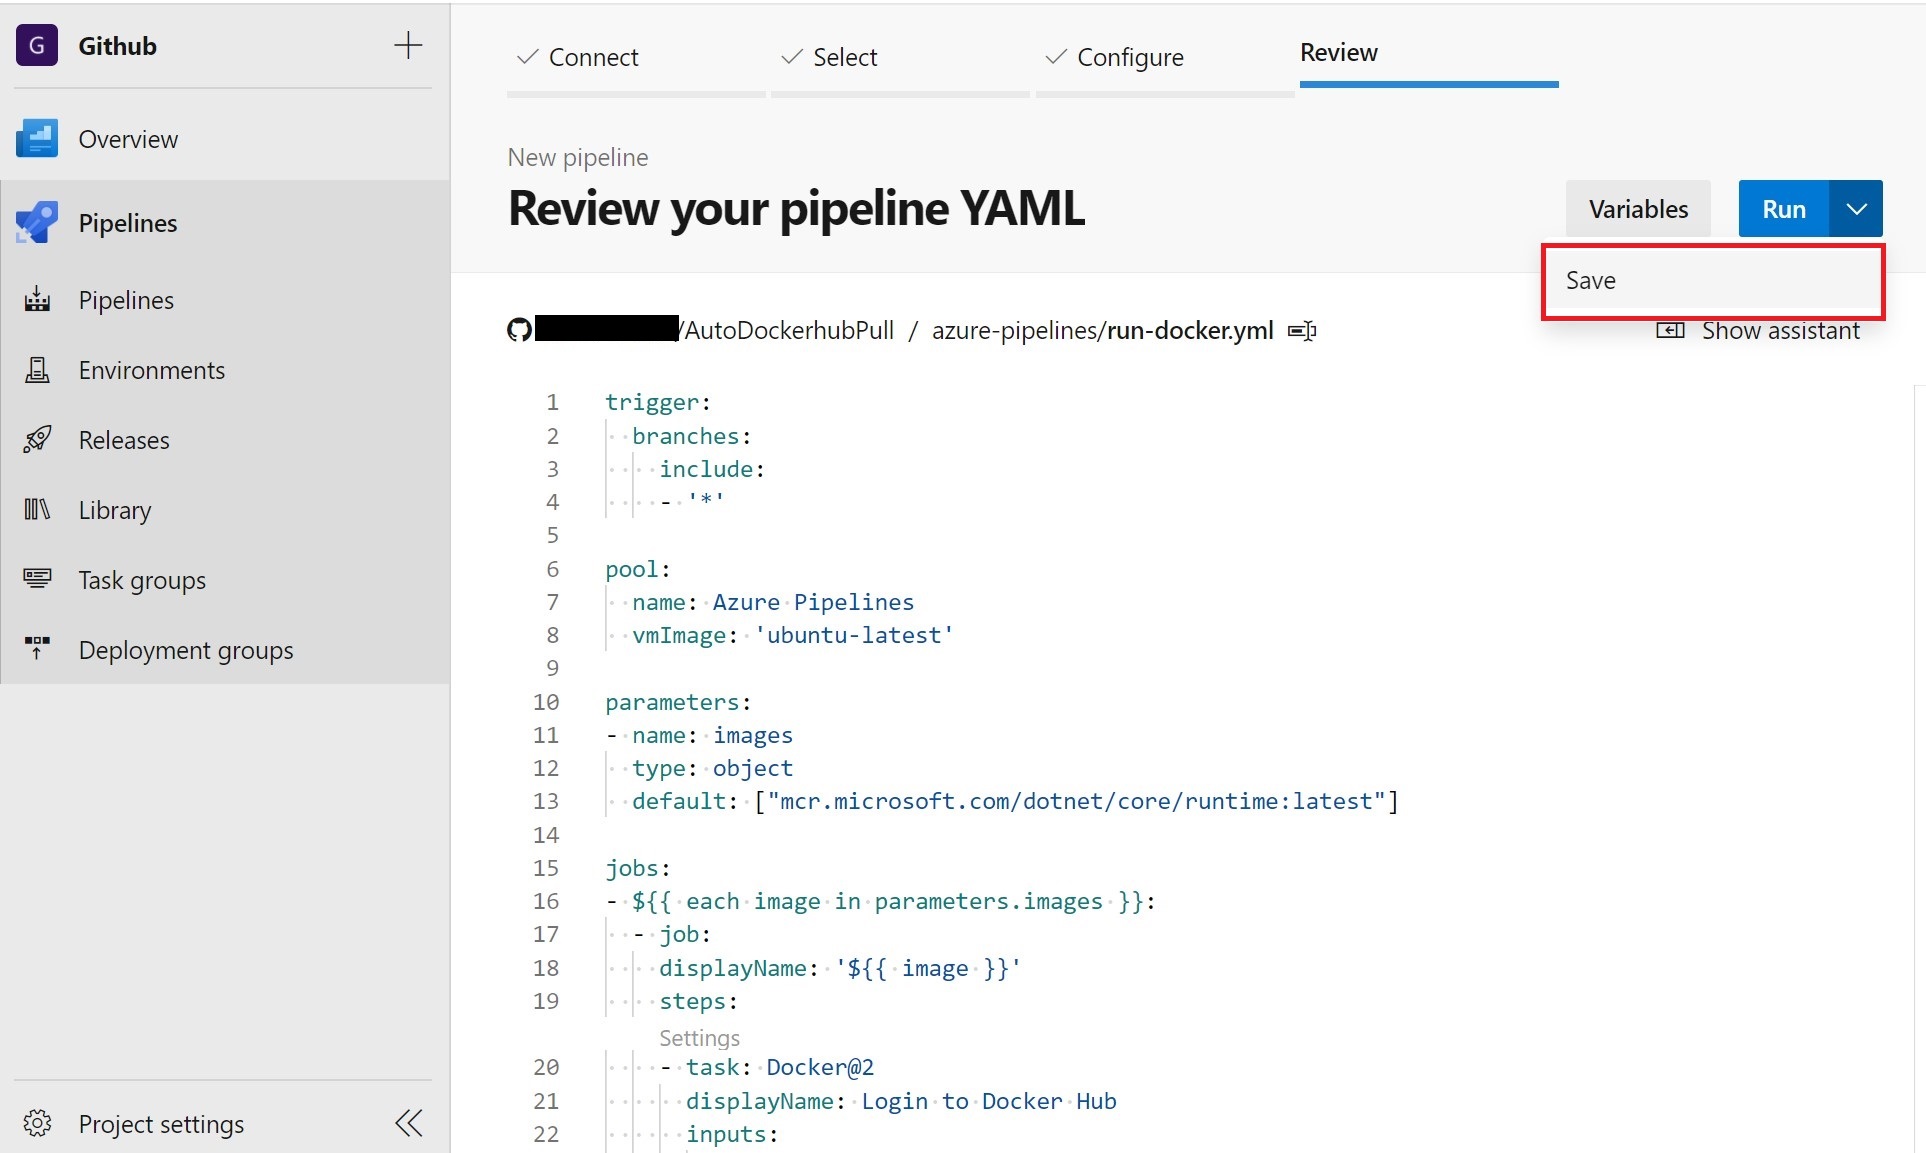 G Github
Overview
Pipelines
Pipelines
Environments
Releases
Library
Task groups
Deployment groups
Project settings
Connect Select Configure Review
New pipeline
Review your pipeline YAML
Variables Run
Save
/AutoDockerhubPull / azure-pipelines/run-docker.yml
Show assistant
1 trigger:
2 branches:
3 include:
4 - '*'
5
6 pool:
7 name: Azure Pipelines
8 vmImage: 'ubuntu-latest'
9
10 parameters:
11 - name: images
12 type: object
13 default: ["mcr.microsoft.com/dotnet/core/runtime:latest"]
14
15 jobs:
16 - ${{ each image in parameters.images }}:
17 - job:
18 displayName: '${{ image }}'
19 steps:
Settings
20 - task: Docker@2
21 displayName: Login to Docker Hub
22 inputs: